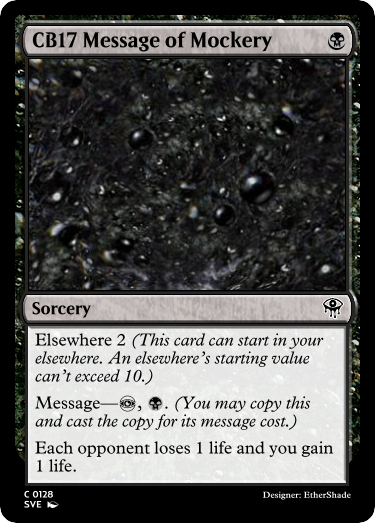 CB17 Message of Mockery
Sorcery
Elsewhere 2 (This card can start in your
elsewhere. An elsewhere's starting value
can't exceed 10.)
Message—, . (You may copy this
and cast the copy for its message cost.)
Each opponent loses 1 life and you gain
1 life.
C 0128
SVE
Designer: EtherShade